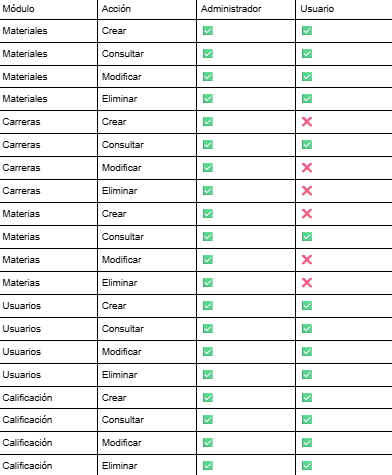 Módulo Acción Administrador Usuario
Materiales Crear ✅ ✅
Materiales Consultar ✅ ✅
Materiales Modificar ✅ ✅
Materiales Eliminar ✅ ✅
Carreras Crear ✅ ❌
Carreras Consultar ✅ ✅
Carreras Modificar ✅ ❌
Carreras Eliminar ✅ ❌
Materias Crear ✅ ❌
Materias Consultar ✅ ✅
Materias Modificar ✅ ❌
Materias Eliminar ✅ ❌
Usuarios Crear ✅ ✅
Usuarios Consultar ✅ ✅
Usuarios Modificar ✅ ✅
Usuarios Eliminar ✅ ✅
Calificación Crear ✅ ✅
Calificación Consultar ✅ ✅
Calificación Modificar ✅ ✅
Calificación Eliminar ✅ ✅